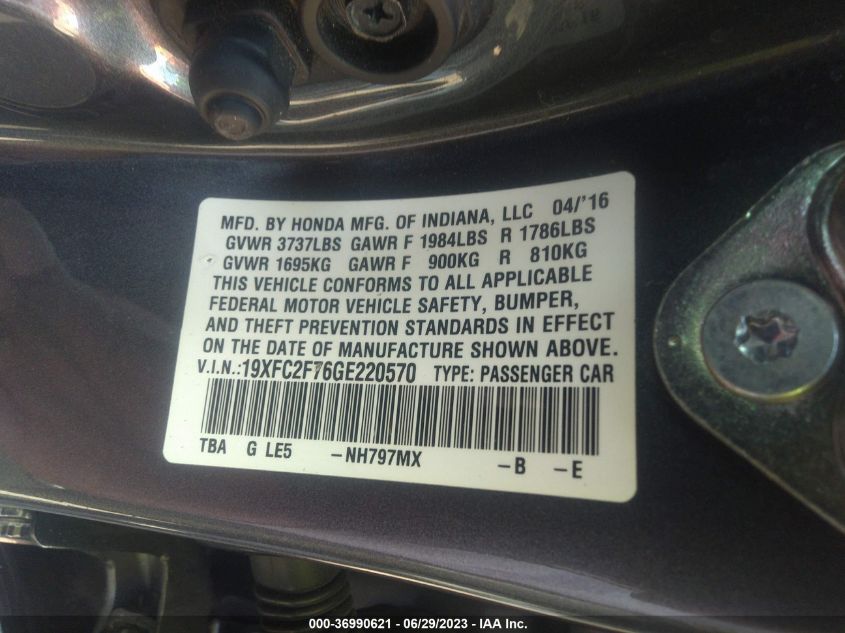 MFD. BY HONDA MFG. OF INDIANA, LLC 04/'16
GVWR 3737LBS GAWR F 1984LBS R 1786LBS
GVWR 1695KG GAWR F 900KG R 810KG
THIS VEHICLE CONFORMS TO ALL APPLICABLE
FEDERAL MOTOR VEHICLE SAFETY, BUMPER,
AND THEFT PREVENTION STANDARDS IN EFFECT
ON THE DATE OF MANUFACTURE SHOWN ABOVE.
V.I.N.:19XFC2F76GE220570 TYPE: PASSENGER CAR
TBA G LE5 -NH797MX -B -E
000-36990621 - 06/29/2023 - IAA Inc.